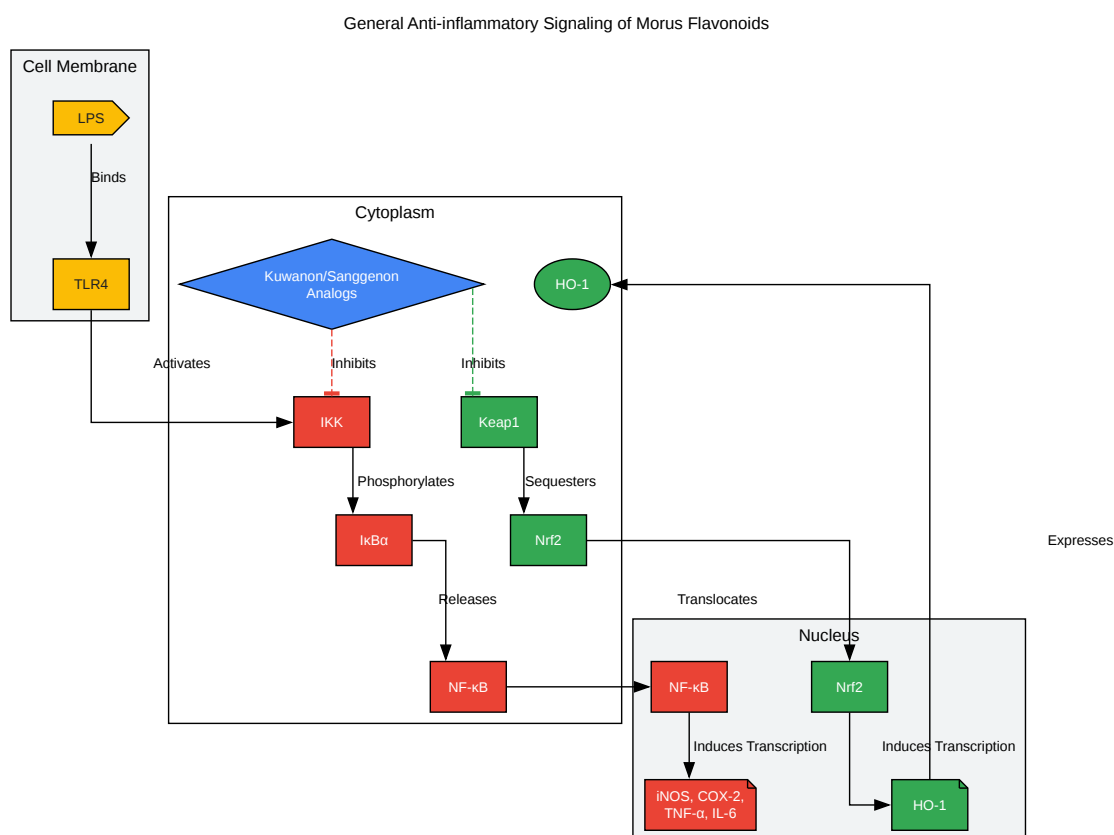 General Anti-inflammatory Signaling of Morus Flavonoids
Cell Membrane
LPS
Binds
TLR4
Cytoplasm
Kuwanon/Sanggenon
Analogs
HO-1
Activates
Inhibits
Inhibits
IKK
Keap1
Phosphorylates
Sequesters
IκBα
Nrf2
Expresses
Releases
Translocates
Nucleus
NF-κB
NF-κB
Nrf2
Induces Transcription
Induces Transcription
iNOS, COX-2,
TNF-α, IL-6
HO-1